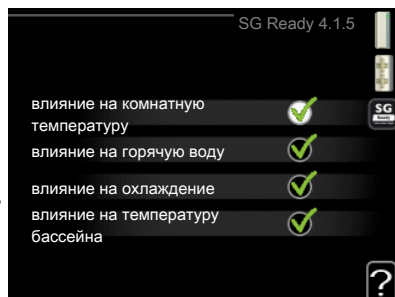 SG Ready 4.1.5
SG
Ready
влияние на комнатную
температуру
влияние на горячую воду
влияние на охлаждение
влияние на температуру
бассейна
?